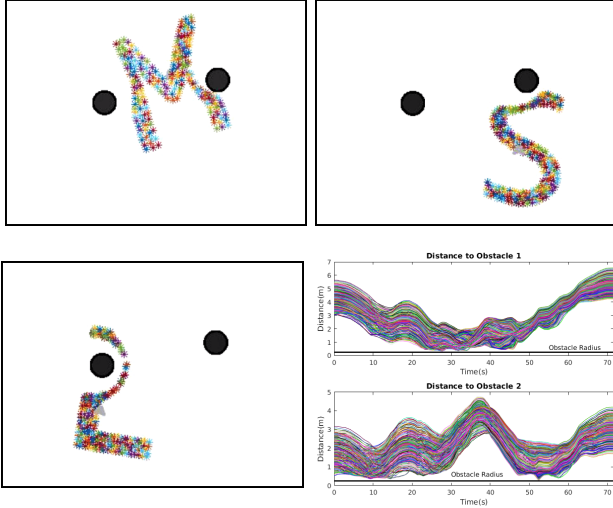 M
S
2
Distance to Obstacle 1
Distance(m)
7
6
5
4
3
2
1
0
Obstacle Radius
0 10 20 30 40 50 60 70
Time(s)
Distance to Obstacle 2
Distance(m)
5
4
3
2
1
0
Obstacle Radius
0 10 20 30 40 50 60 70
Time(s)